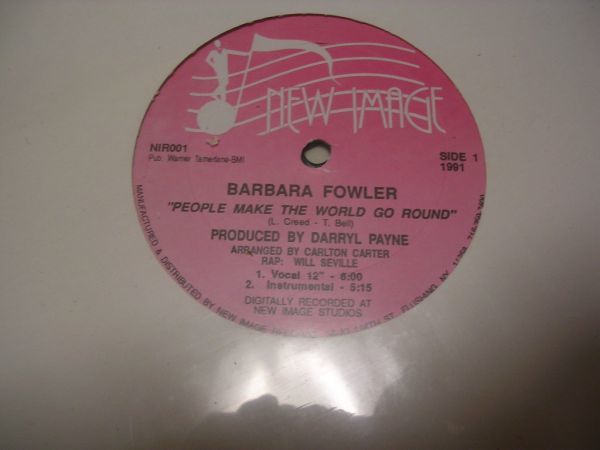 NEW IMAGE
NIR001
Pub. Warner Tamerlane-BMI
SIDE 1
1991
BARBARA FOWLER
"PEOPLE MAKE THE WORLD GO ROUND"
(L. Creed - T. Bell)
PRODUCED BY DARRYL PAYNE
ARRANGED BY CARLTON CARTER
RAP: WILL SEVILLE
1. Vocal 12" - 6:00
2. Instrumental - 5:15
DIGITALLY RECORDED AT
NEW IMAGE STUDIOS
MANUFACTURED & DISTRIBUTED BY NEW IMAGE ST., FLUSHING, NY